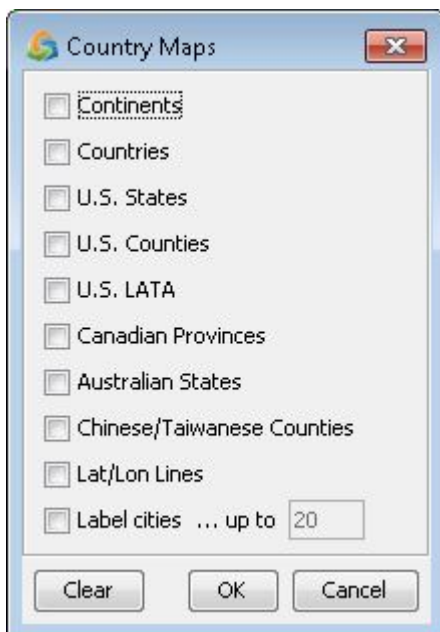 Country Maps
Continents
Countries
U.S. States
U.S. Counties
U.S. LATA
Canadian Provinces
Australian States
Chinese/Taiwanese Counties
Lat/Lon Lines
Label cities ... up to 20
Clear OK Cancel